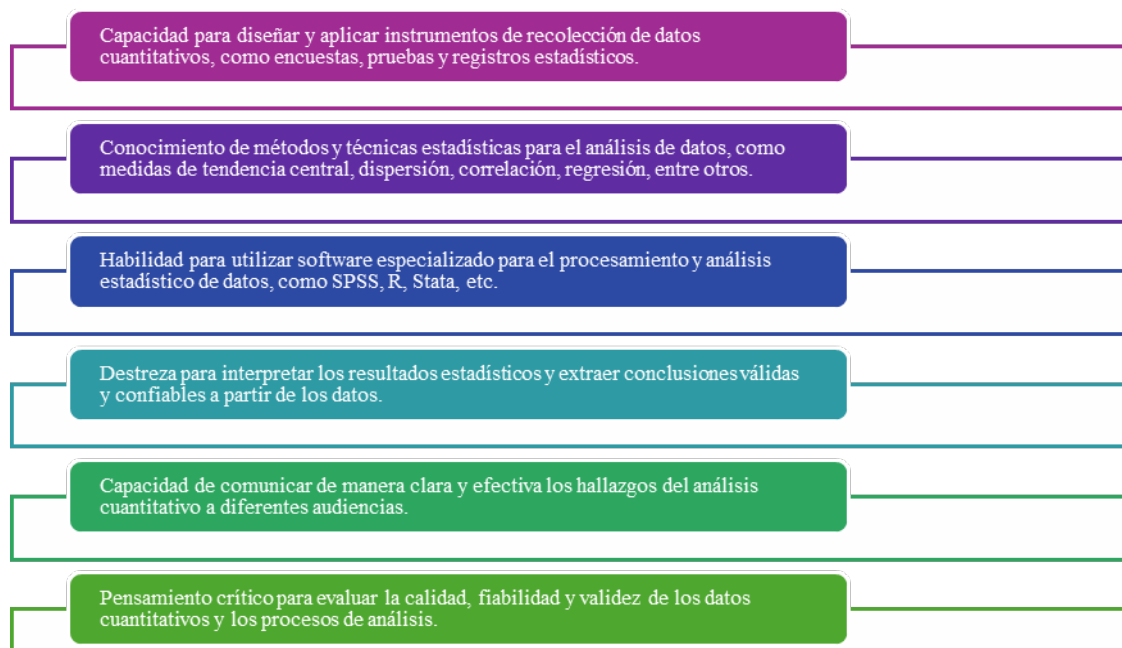 Capacidad para diseñar y aplicar instrumentos de recolección de datos
cuantitativos, como encuestas, pruebas y registros estadísticos.
Conocimiento de métodos y técnicas estadísticas para el análisis de datos, como
medidas de tendencia central, dispersión, correlación, regresión, entre otros.
Habilidad para utilizar software especializado para el procesamiento y análisis
estadístico de datos, como SPSS, R, Stata, etc.
Destreza para interpretar los resultados estadísticos y extraer conclusiones válidas
y confiables a partir de los datos.
Capacidad de comunicar de manera clara y efectiva los hallazgos del análisis
cuantitativo a diferentes audiencias.
Pensamiento crítico para evaluar la calidad, fiabilidad y validez de los datos
cuantitativos y los procesos de análisis.